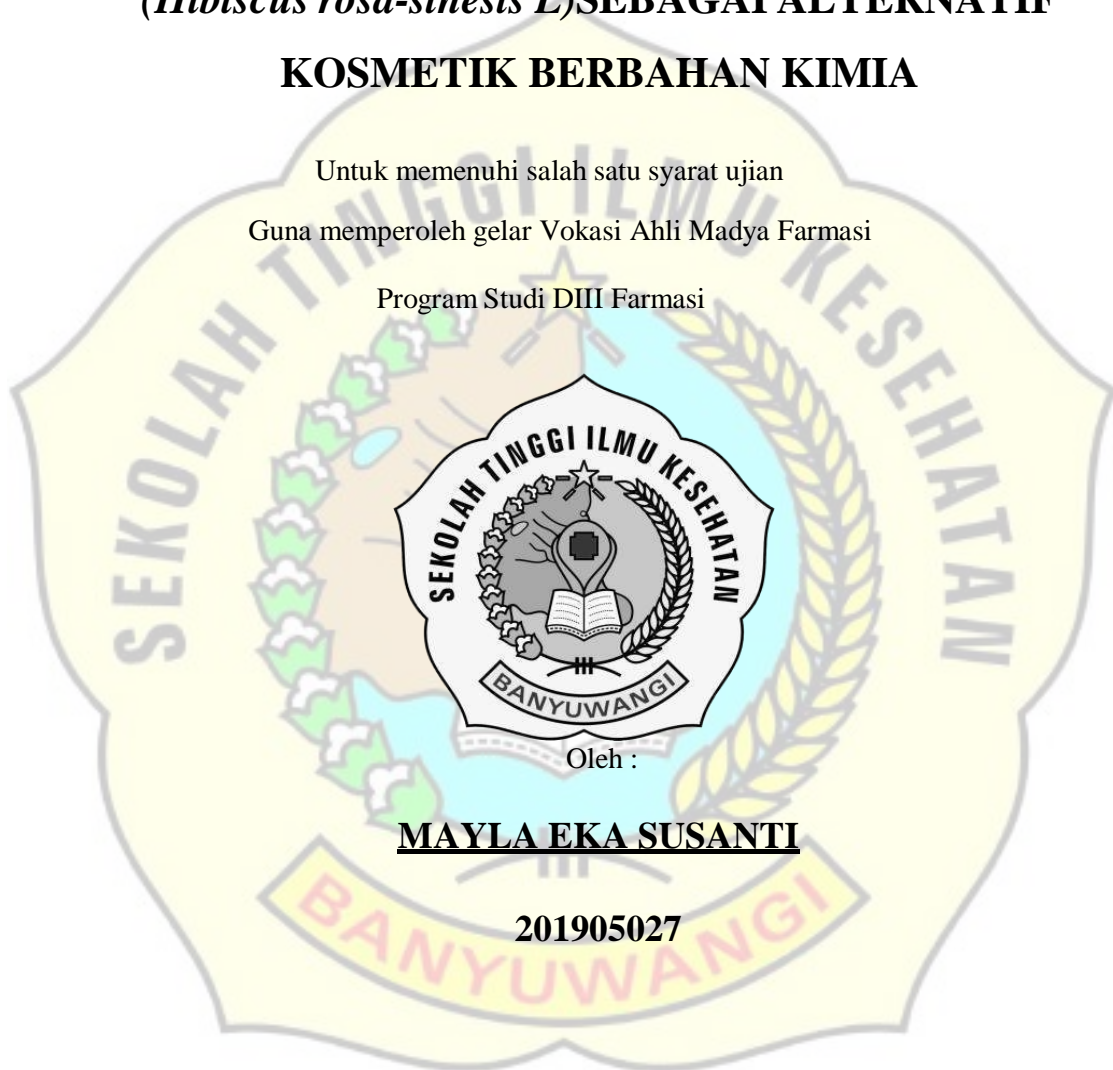 (Hibiscus rosa-sinesis L)SEBAGAI ALTERNATIF
KOSMETIK BERBAHAN KIMIA
Untuk memenuhi salah satu syarat ujian
Guna memperoleh gelar Vokasi Ahli Madya Farmasi
Program Studi DIII Farmasi
SEKOLAH TINGGI ILMU KESEHATAN
BANYUWANGI
SEKOLAH TINGGI ILMU KESEHATAN
BANYUWANGI
Oleh :
MAYLA EKA SUSANTI
201905027